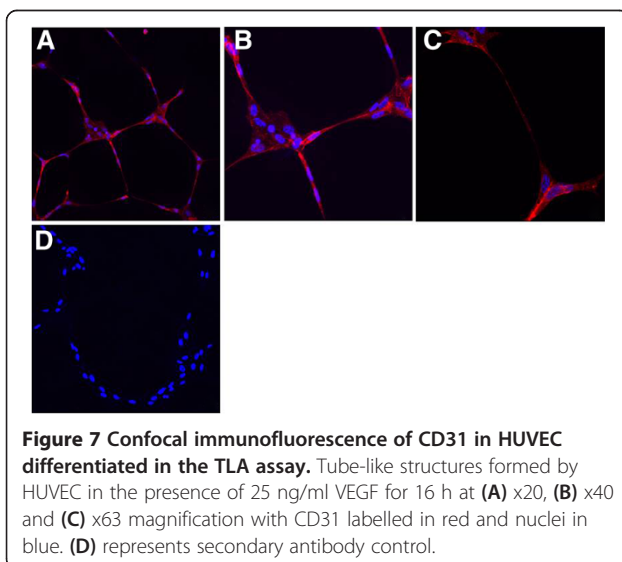 A
B
C
D
Figure 7 Confocal immunofluorescence of CD31 in HUVEC
differentiated in the TLA assay. Tube-like structures formed by
HUVEC in the presence of 25 ng/ml VEGF for 16 h at (A) x20, (B) x40
and (C) x63 magnification with CD31 labelled in red and nuclei in
blue. (D) represents secondary antibody control.